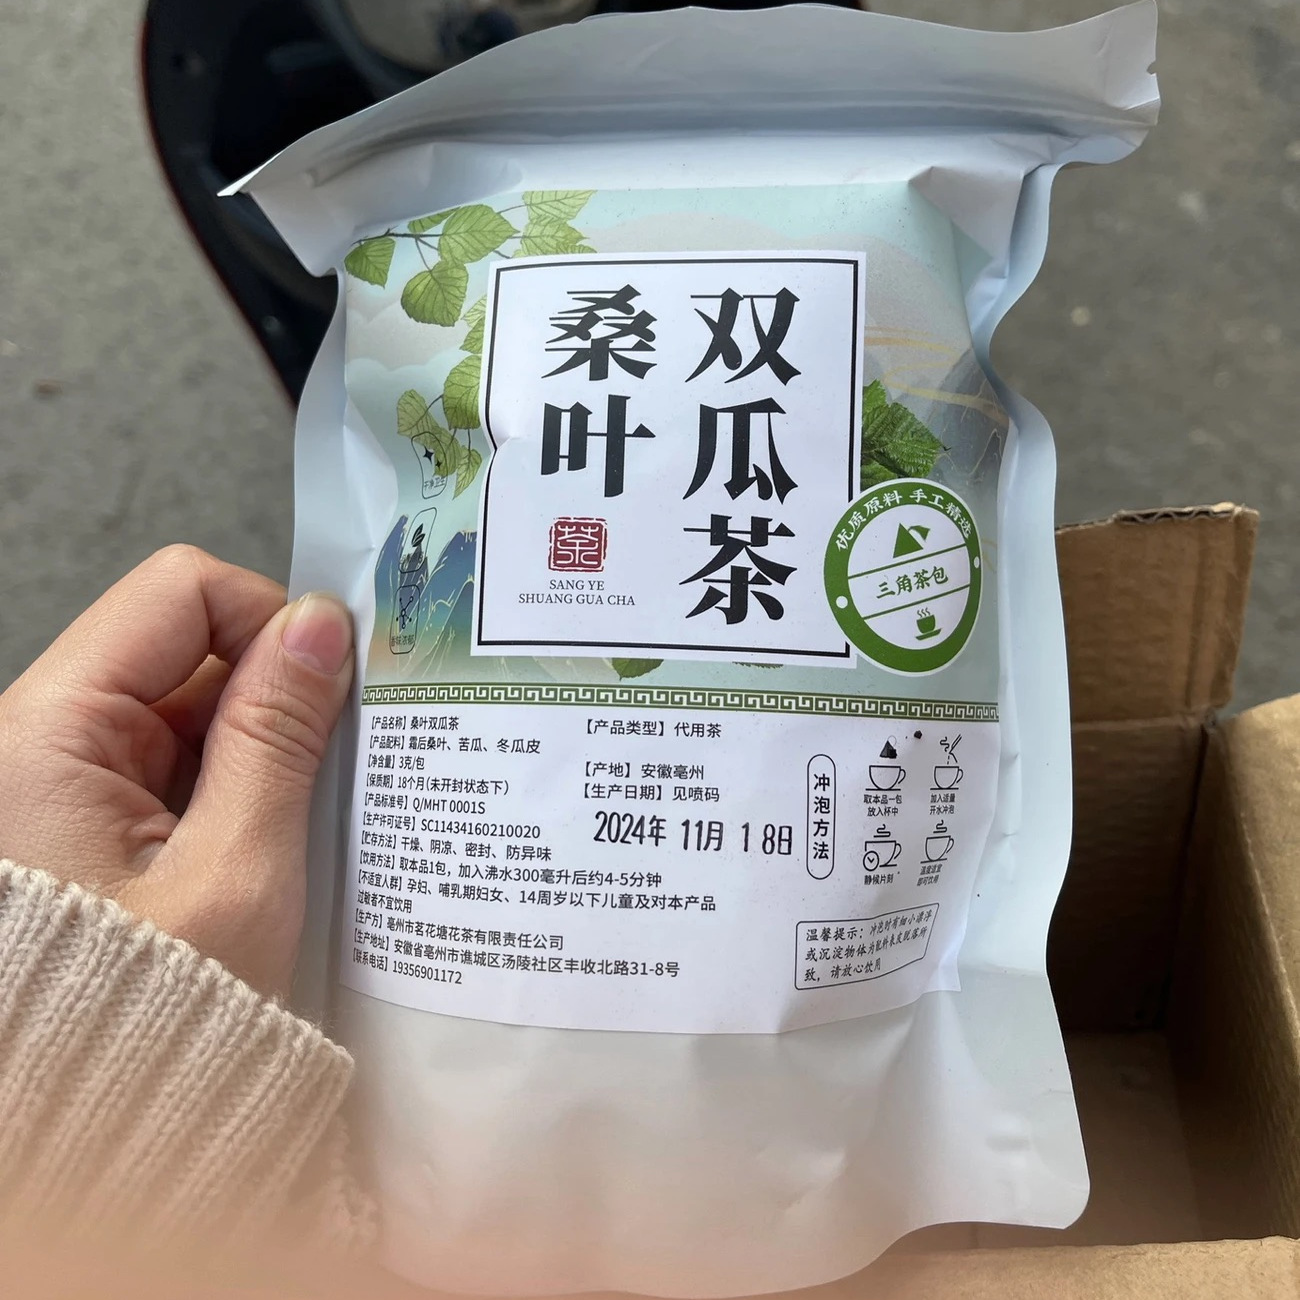 桑叶
双瓜茶
茶
SANG YE
SHUANG GUA CHA
优质原料 手工精选
三角茶包
干净卫生
【产品名称】桑叶双瓜茶
【产品类型】代用茶
【产品配料】霜后桑叶、苦瓜、冬瓜皮
【净含量】3克/包
【产地】安徽亳州
【保质期】18个月(未开封状态下)
【生产日期】见喷码
【产品标准号】Q/MHT 0001S
2024年 11月 18日
【生产许可证号】SC11434160210020
【贮存方法】干燥、阴凉、密封、防异味
【饮用方法】取本品1包，加入沸水300毫升后约4-5分钟
【不适宜人群】孕妇、哺乳期妇女、14周岁以下儿童及对本产品
过敏者不宜饮用
【生产方】亳州市茗花塘花茶有限责任公司
【生产地址】安徽省亳州市谯城区汤陵社区丰收北路31-8号
【联系电话】19356901172
冲泡方法
取本品一包
放入杯中
加入适量
开水冲泡
静候片刻
温度适宜
即可饮用
温馨提示：冲泡时有细小漂浮
或沉淀物体为配料表皮脱落所
致，请放心饮用